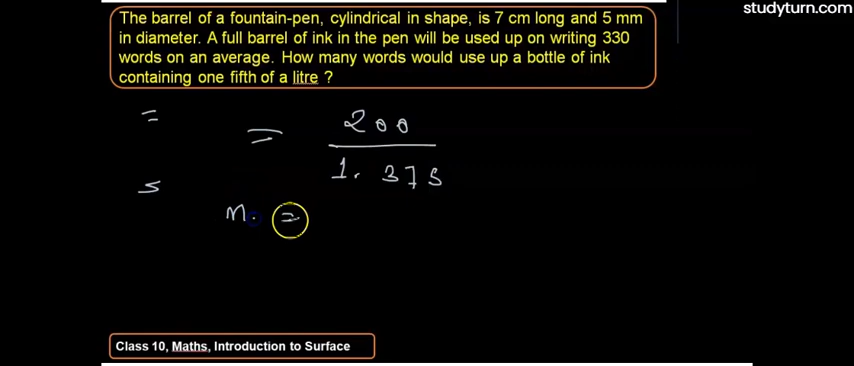 studyturn.com
The barrel of a fountain-pen, cylindrical in shape, is 7 cm long and 5 mm
in diameter. A full barrel of ink in the pen will be used up on writing 330
words on an average. How many words would use up a bottle of ink
containing one fifth of a litre ?
=
= 200
1.375
n. =
Class 10, Maths, Introduction to Surface